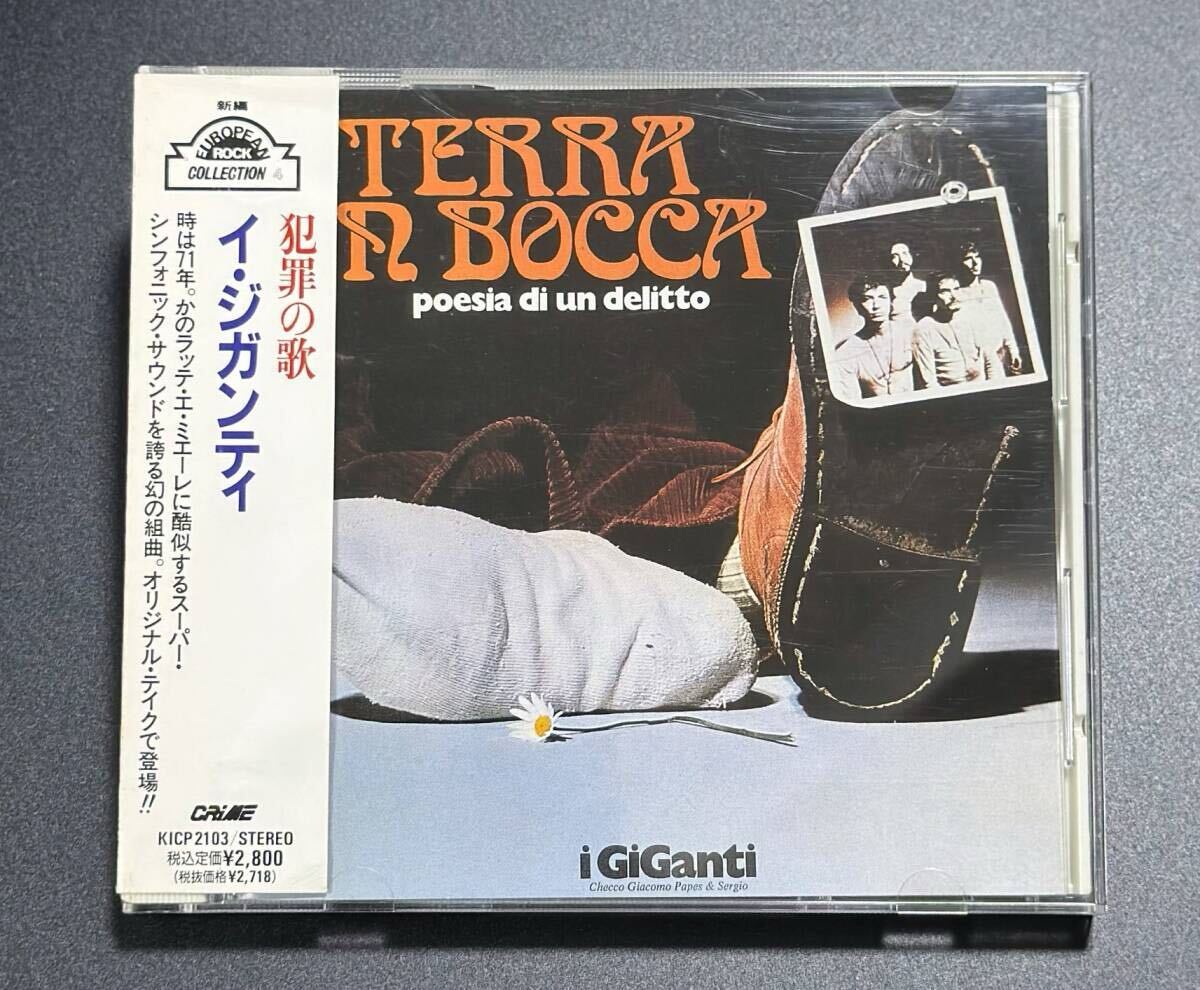 新編
EUROPEAN
ROCK
COLLECTION 4
犯罪の歌
イ・ジガンティ
時は71年。かのラッテ・エ・ミエーレに酷似するスーパー・
シンフォニック・サウンドを誇る幻の組曲。オリジナル・テイクで登場!!
CRiME
KICP2103/STEREO
税込定価¥2,800
(税抜価格¥2,718)
TERRA
N BOCCA
poesia di un delitto
i GiGanti
Checco Giacomo Papes & Sergio